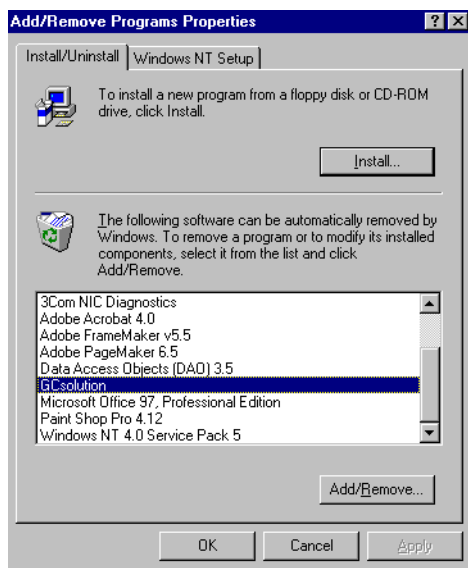 Add/Remove Programs Properties
Install/Uninstall
Windows NT Setup
To install a new program from a floppy disk or CD-ROM
drive, click Install.
Install...
The following software can be automatically removed by
Windows. To remove a program or to modify its installed
components, select it from the list and click
Add/Remove.
3Com NIC Diagnostics
Adobe Acrobat 4.0
Adobe FrameMaker v5.5
Adobe PageMaker 6.5
Data Access Objects (DAO) 3.5
GCsolution
Microsoft Office 97, Professional Edition
Paint Shop Pro 4.12
Windows NT 4.0 Service Pack 5
Add/Remove...
OK
Cancel
Apply